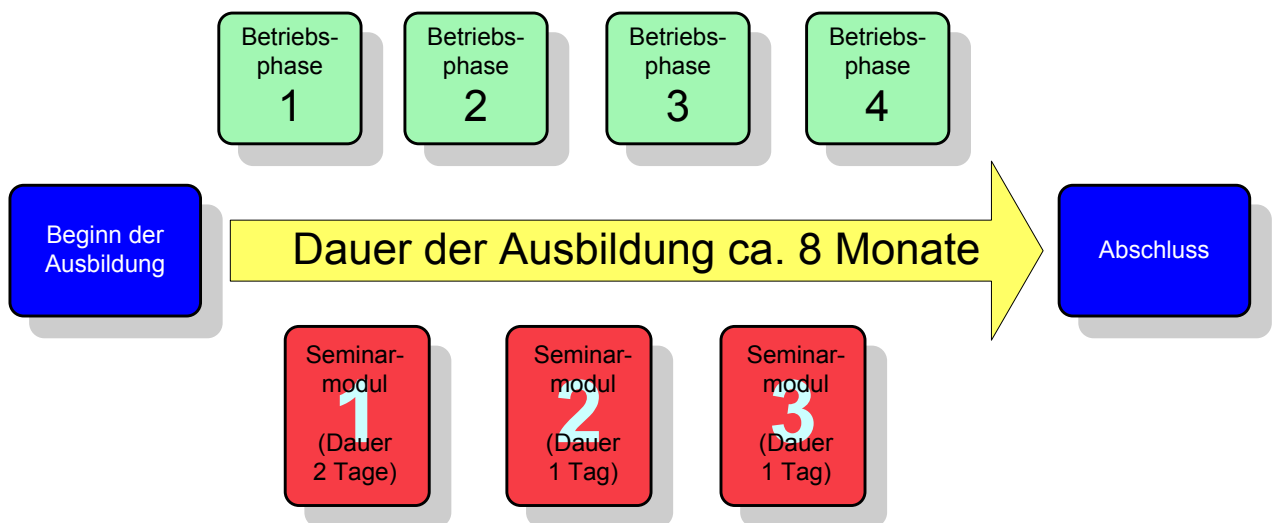 Betriebs-
phase
1
Betriebs-
phase
2
Betriebs-
phase
3
Betriebs-
phase
4
Beginn der
Ausbildung
Dauer der Ausbildung ca. 8 Monate
Abschluss
Seminar-
modul
1
(Dauer
2 Tage)
Seminar-
modul
2
(Dauer
1 Tag)
Seminar-
modul
3
(Dauer
1 Tag)